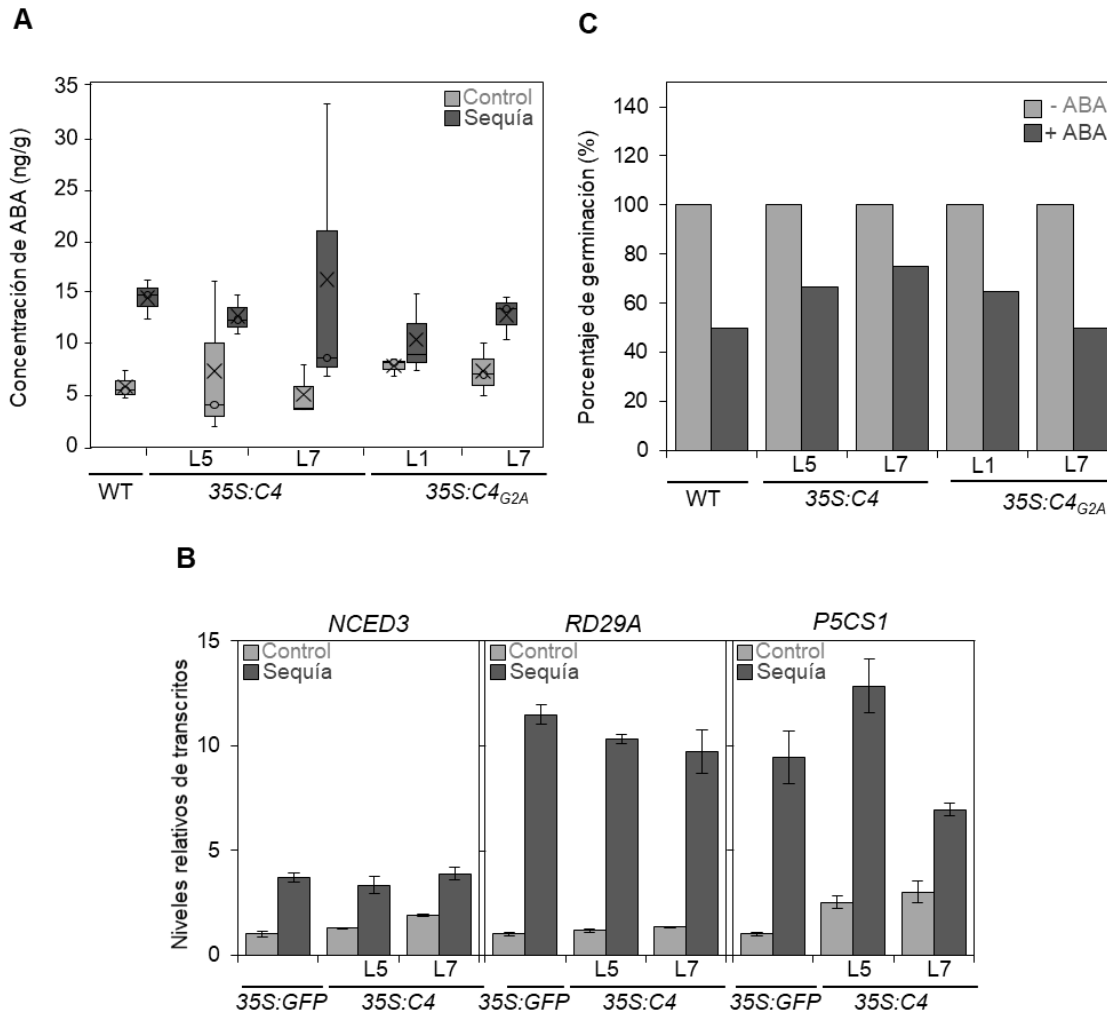 A
Concentración de ABA (ng/g)
35
30
25
20
15
10
5
0
Control
Sequía
L5 L7 L1 L7
WT 35S:C4 35S:C4G2A
C
Porcentaje de germinación (%)
140
120
100
80
60
40
20
0
- ABA
+ ABA
L5 L7 L1 L7
WT 35S:C4 35S:C4G2A
B
NCED3 RD29A P5CS1
Niveles relativos de transcritos
15
10
5
0
Control Control Control
Sequía Sequía Sequía
L5 L7 L5 L7 L5 L7
35S:GFP 35S:C4 35S:GFP 35S:C4 35S:GFP 35S:C4